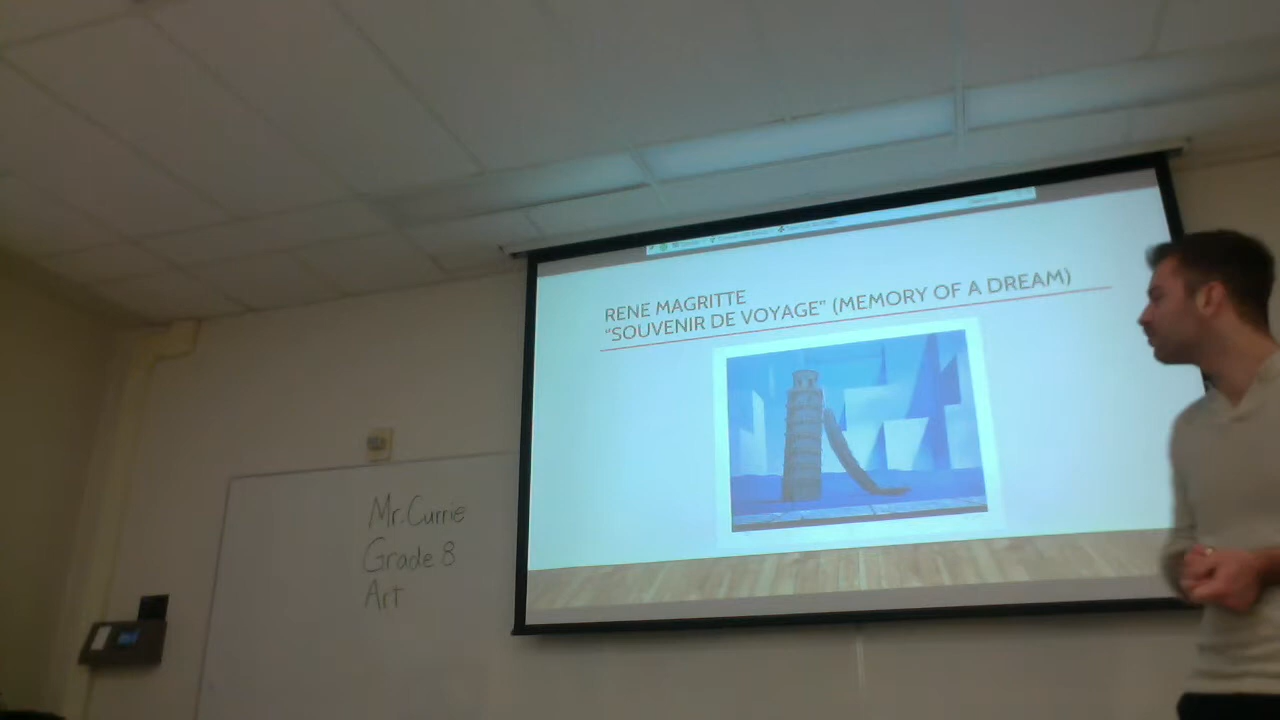 RENE MAGRITTE
"SOUVENIR DE VOYAGE" (MEMORY OF A DREAM)
Mr. Currie
Grade 8
Art